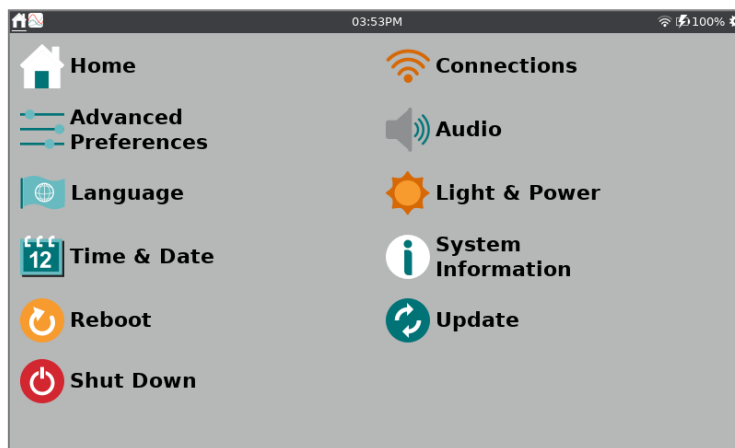 03:53PM
100%
Home
Connections
Advanced
Preferences
Audio
Language
Light & Power
12
Time & Date
System
Information
Reboot
Update
Shut Down